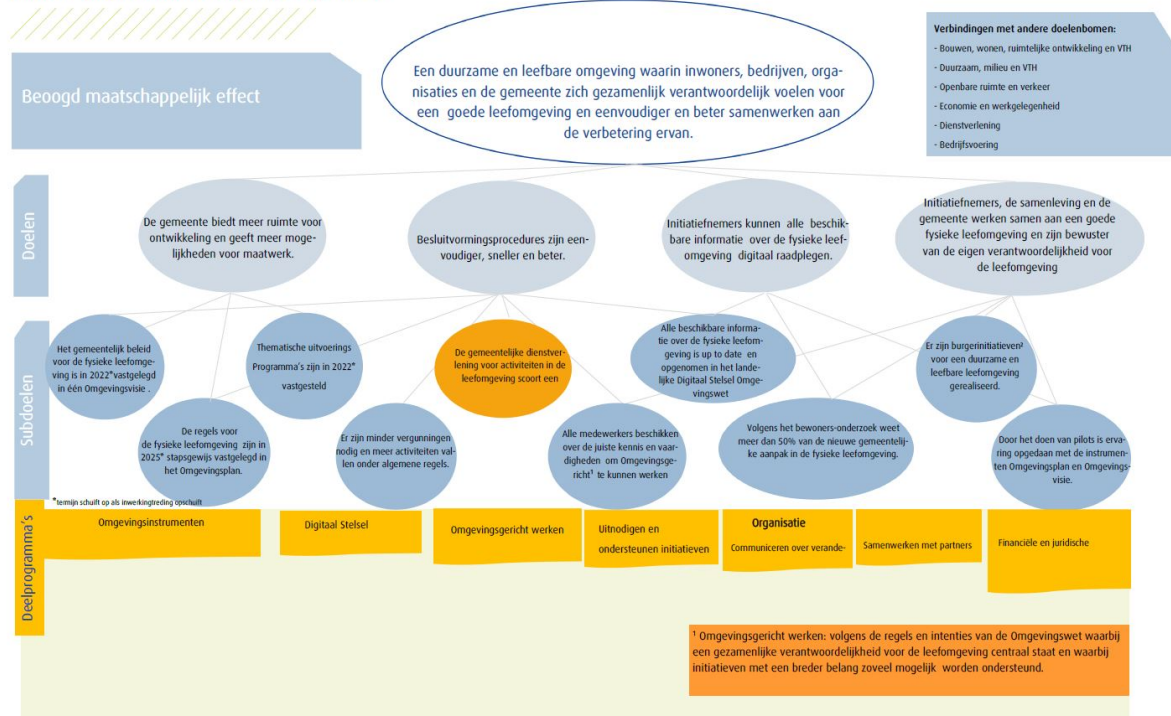 Beoogd maatschappelijk effect
Een duurzame en leefbare omgeving waarin inwoners, bedrijven, orga-
nisaties en de gemeente zich gezamenlijk verantwoordelijk voelen voor
een goede leefomgeving en eenvoudiger en beter samenwerken aan
de verbetering ervan.
Verbindingen met andere doelenbomen:
- Bouwen, wonen, ruimtelijke ontwikkeling en VTH
- Duurzaam, milieu en VTH
- Openbare ruimte en verkeer
- Economie en werkgelegenheid
- Dienstverlening
- Bedrijfsvoering
Doelen
De gemeente biedt meer ruimte voor
ontwikkeling en geeft meer moge-
lijkheden voor maatwerk.
Besluitvormingsprocedures zijn een-
voudiger, sneller en beter.
Initiatiefnemers kunnen alle beschik-
bare informatie over de fysieke leef-
omgeving digitaal raadplegen.
Initiatiefnemers, de samenleving en de
gemeente werken samen aan een goede
fysieke leefomgeving en zijn bewuster
van de eigen verantwoordelijkheid voor
de leefomgeving
Subdoelen
Het gemeentelijk beleid
voor de fysieke leefomge-
ving is in 2022*vastgelegd
in één Omgevingsvisie .
Thematische uitvoerings
Programma's zijn in 2022*
vastgesteld
De gemeentelijke dienstver-
lening voor activiteiten in de
leefomgeving scoort een
Alle beschikbare informa-
tie over de fysieke leefom-
geving is up to date en
opgenomen in het lande-
lijke Digitaal Stelsel Omge-
vingswet
Er zijn burgerinitiatieven²
voor een duurzame en
leefbare leefomgeving
gerealiseerd.
De regels voor
de fysieke leefomgeving zijn in
2025* stapsgewijs vastgelegd in
het Omgevingsplan.
Er zijn minder vergunningen
nodig en meer activiteiten val-
len onder algemene regels.
Alle medewerkers beschikken
over de juiste kennis en vaar-
digheden om Omgevingsge-
richt¹ te kunnen werken
Volgens het bewoners-onderzoek weet
meer dan 50% van de nieuwe gemeentelij-
ke aanpak in de fysieke leefomgeving.
Door het doen van pilots is erva-
ring opgedaan met de instrumen-
ten Omgevingsplan en Omgevings-
visie.
*termijn schuift op als inwerkingtreding opschuift
Deelprogramma's
Omgevingsinstrumenten
Digitaal Stelsel
Omgevingsgericht werken
Uitnodigen en
ondersteunen initiatieven
Organisatie
Communiceren over verande-
Samenwerken met partners
Financiële en juridische
¹ Omgevingsgericht werken: volgens de regels en intenties van de Omgevingswet waarbij
een gezamenlijke verantwoordelijkheid voor de leefomgeving centraal staat en waarbij
initiatieven met een breder belang zoveel mogelijk worden ondersteund.